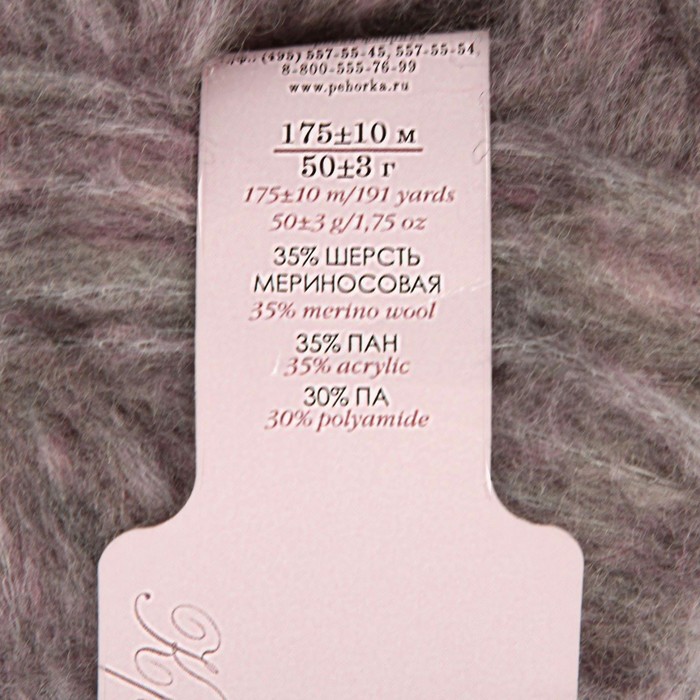 (495) 557-55-45, 557-55-54,
8-800-555-76-99
www.pehorka.ru
175±10 м
50±3 г
175±10 m/191 yards
50±3 g/1,75 oz
35% ШЕРСТЬ
МЕРИНОСОВАЯ
35% merino wool
35% ПАН
35% acrylic
30% ПА
30% polyamide